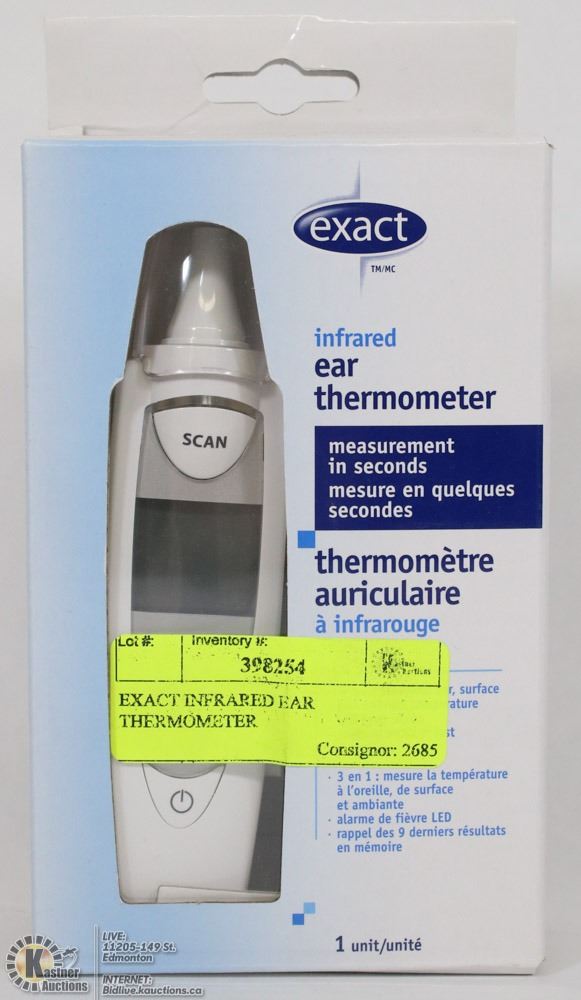 exact
TM/MC
infrared
ear
thermometer
SCAN
measurement
in seconds
mesure en quelques
secondes
thermomètre
auriculaire
à infrarouge
Lot #:
Inventory #:
398254
Kastner
Auctions
EXACT INFRARED EAR
THERMOMETER
Consignor: 2685
surface
· 3 en 1 : mesure la température
à l'oreille, de surface
et ambiante
· alarme de fièvre LED
· rappel des 9 derniers résultats
en mémoire
1 unit/unité
Kastner
Auctions
LIVE:
11205-149 St.
Edmonton
INTERNET:
Bidlive.kauctions.ca